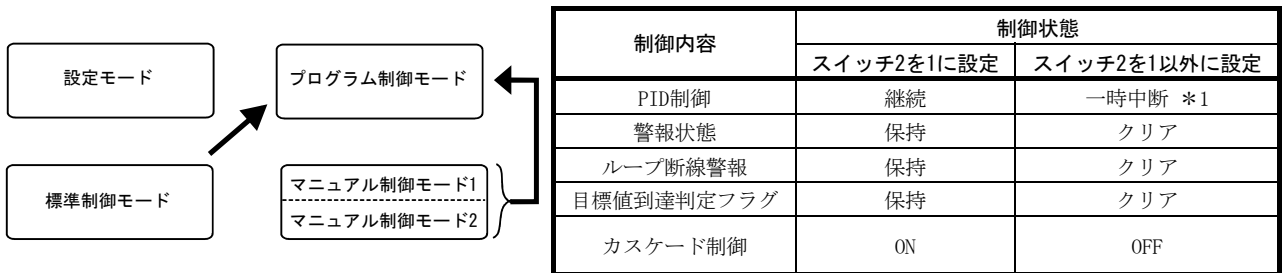 設定モード
プログラム制御モード
標準制御モード
マニュアル制御モード1
マニュアル制御モード2
制御内容 制御状態
スイッチ2を1に設定 スイッチ2を1以外に設定
PID制御 継続 一時中断 *1
警報状態 保持 クリア
ループ断線警報 保持 クリア
目標値到達判定フラグ 保持 クリア
カスケード制御 ON OFF